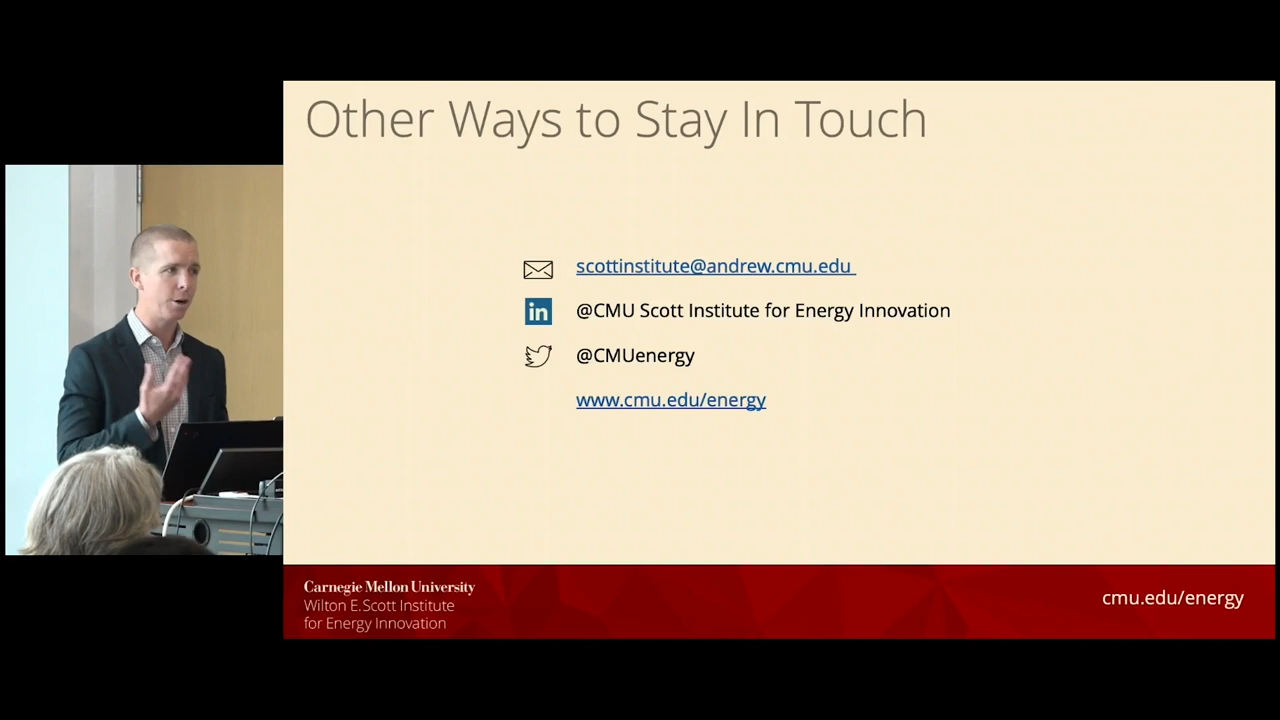 Other Ways to Stay In Touch
scottinstitute@andrew.cmu.edu
in @CMU Scott Institute for Energy Innovation
@CMUenergy
www.cmu.edu/energy
Carnegie Mellon University
Wilton E. Scott Institute
for Energy Innovation
cmu.edu/energy